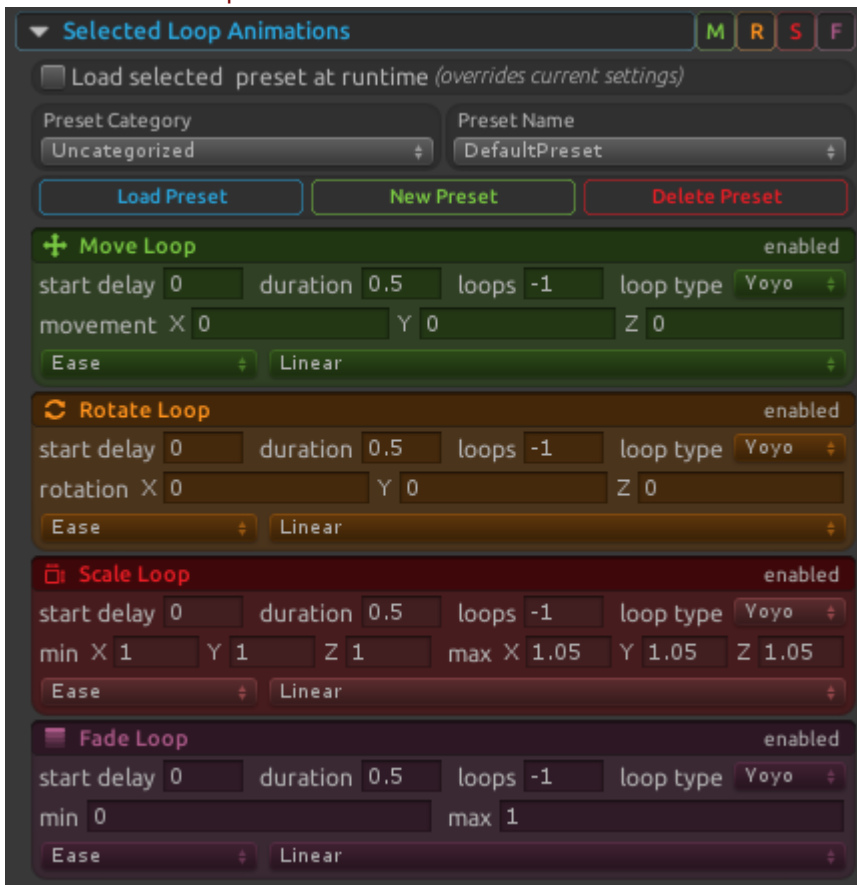 Selected Loop Animations M R S F
Load selected preset at runtime (overrides current settings)
Preset Category Preset Name
Uncategorized DefaultPreset
Load Preset New Preset Delete Preset
Move Loop enabled
start delay 0 duration 0.5 loops -1 loop type Yoyo
movement X 0 Y 0 Z 0
Ease Linear
Rotate Loop enabled
start delay 0 duration 0.5 loops -1 loop type Yoyo
rotation X 0 Y 0 Z 0
Ease Linear
Scale Loop enabled
start delay 0 duration 0.5 loops -1 loop type Yoyo
min X 1 Y 1 Z 1 max X 1.05 Y 1.05 Z 1.05
Ease Linear
Fade Loop enabled
start delay 0 duration 0.5 loops -1 loop type Yoyo
min 0 max 1
Ease Linear